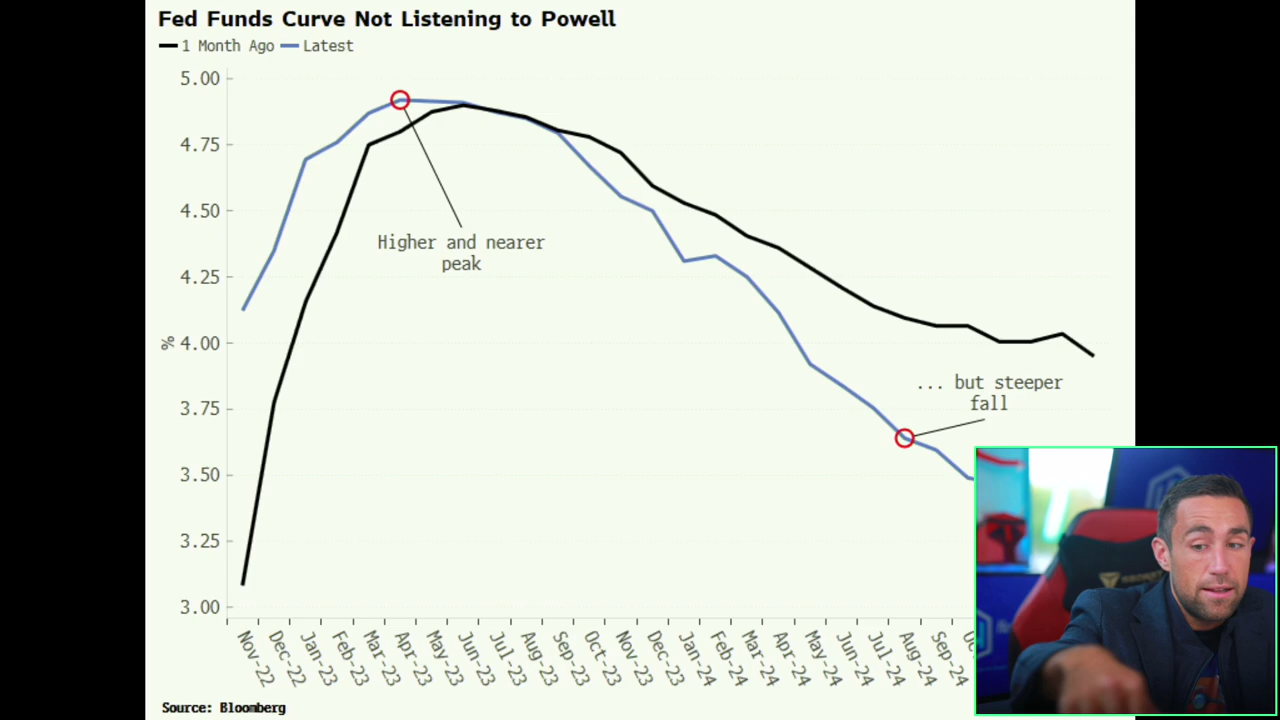 Fed Funds Curve Not Listening to Powell
1 Month Ago Latest
5.00
4.75
4.50
4.25
% 4.00
3.75
3.50
3.25
3.00
Higher and nearer
peak
... but steeper
fall
Nov-22 Dec-22 Jan-23 Feb-23 Mar-23 Apr-23 May-23 Jun-23 Jul-23 Aug-23 Sep-23 Oct-23 Nov-23 Dec-23 Jan-24 Feb-24 Mar-24 Apr-24 May-24 Jun-24 Jul-24 Aug-24 Sep-24
Source: Bloomberg